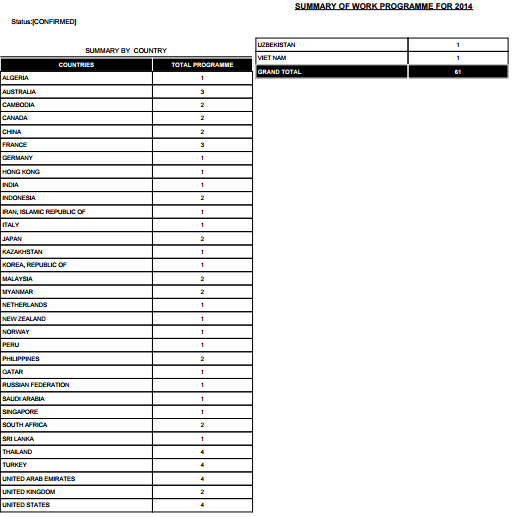 SUMMARY OF WORK PROGRAMME FOR 2014
Status:[CONFIRMED]
SUMMARY BY COUNTRY
COUNTRIES TOTAL PROGRAMME
ALGERIA 1
AUSTRALIA 3
CAMBODIA 2
CANADA 2
CHINA 2
FRANCE 3
GERMANY 1
HONG KONG 1
INDIA 1
INDONESIA 2
IRAN, ISLAMIC REPUBLIC OF 1
ITALY 1
JAPAN 2
KAZAKHSTAN 1
KOREA, REPUBLIC OF 1
MALAYSIA 2
MYANMAR 2
NETHERLANDS 1
NEW ZEALAND 1
NORWAY 1
PERU 1
PHILIPPINES 2
QATAR 1
RUSSIAN FEDERATION 1
SAUDI ARABIA 1
SINGAPORE 1
SOUTH AFRICA 2
SRI LANKA 1
THAILAND 4
TURKEY 4
UNITED ARAB EMIRATES 4
UNITED KINGDOM 2
UNITED STATES 4
UZBEKISTAN 1
VIET NAM 1
GRAND TOTAL 61